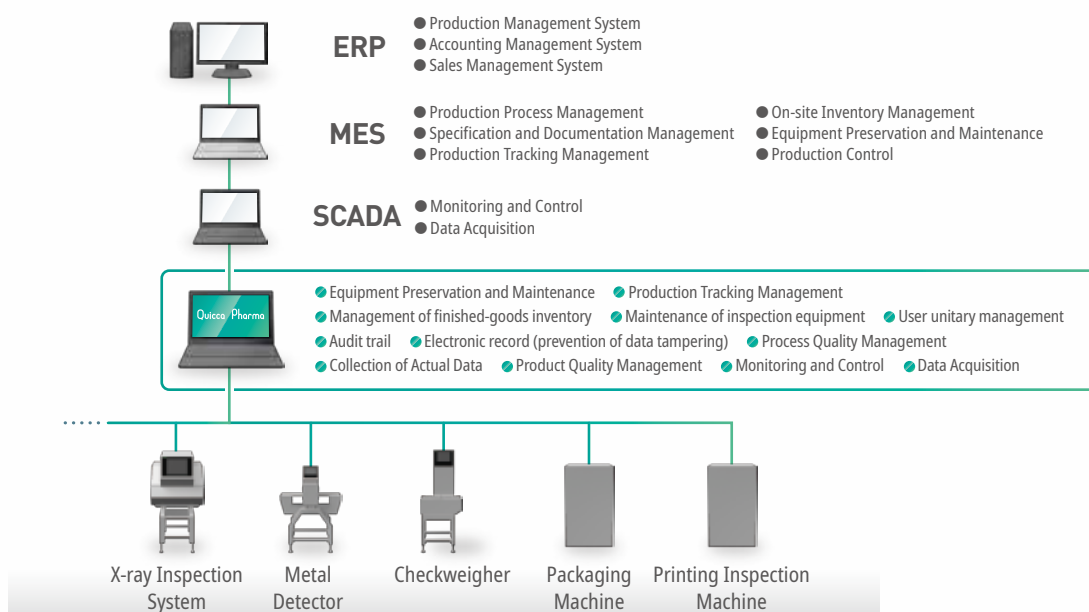 ERP
● Production Management System
● Accounting Management System
● Sales Management System
MES
● Production Process Management ● On-site Inventory Management
● Specification and Documentation Management ● Equipment Preservation and Maintenance
● Production Tracking Management ● Production Control
SCADA
● Monitoring and Control
● Data Acquisition
Quicca Pharma
Equipment Preservation and Maintenance Production Tracking Management
Management of finished-goods inventory Maintenance of inspection equipment User unitary management
Audit trail Electronic record (prevention of data tampering) Process Quality Management
Collection of Actual Data Product Quality Management Monitoring and Control Data Acquisition
X-ray Inspection
System
Metal
Detector
Checkweigher
Packaging
Machine
Printing Inspection
Machine